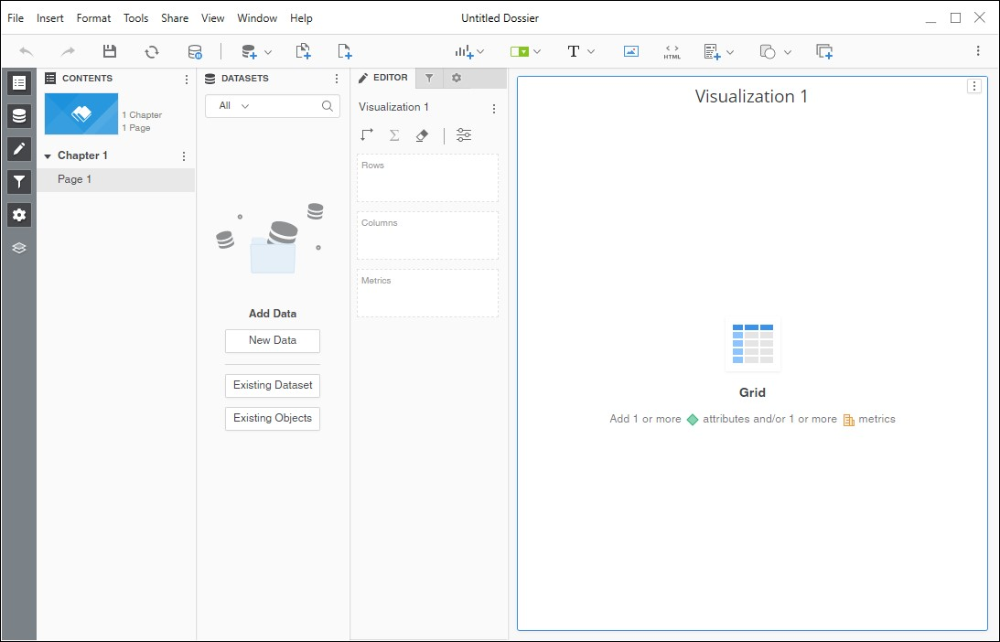 File Insert Format Tools Share View Window Help
Untitled Dossier
HTML
CONTENTS
1 Chapter
1 Page
Chapter 1
Page 1
DATASETS
All
Add Data
New Data
Existing Dataset
Existing Objects
EDITOR
Visualization 1
Rows
Columns
Metrics
Visualization 1
Grid
Add 1 or more attributes and/or 1 or more metrics